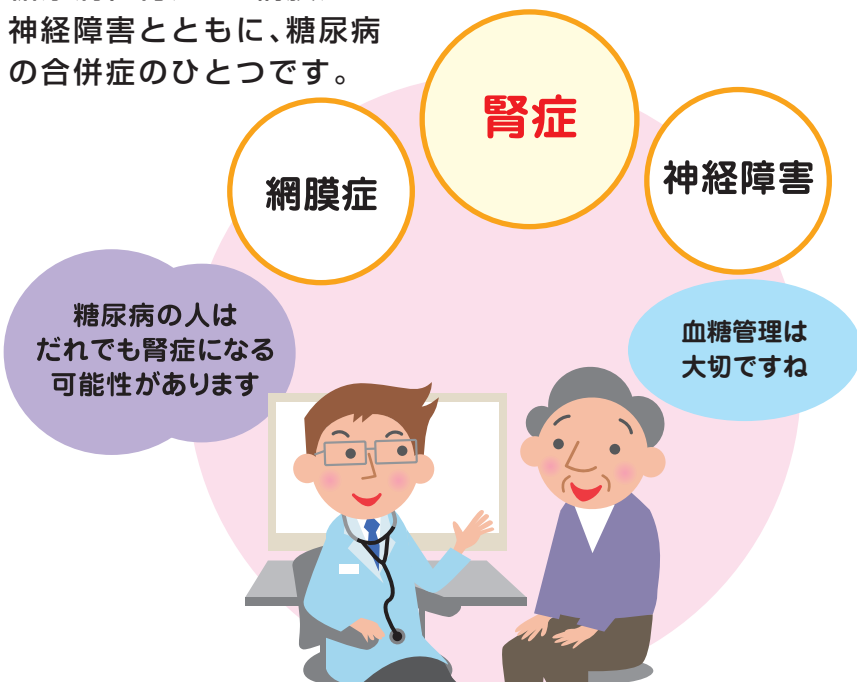 神経障害とともに、糖尿病
の合併症のひとつです。
腎症
網膜症
神経障害
糖尿病の人は
だれでも腎症になる
可能性があります
血糖管理は
大切ですね